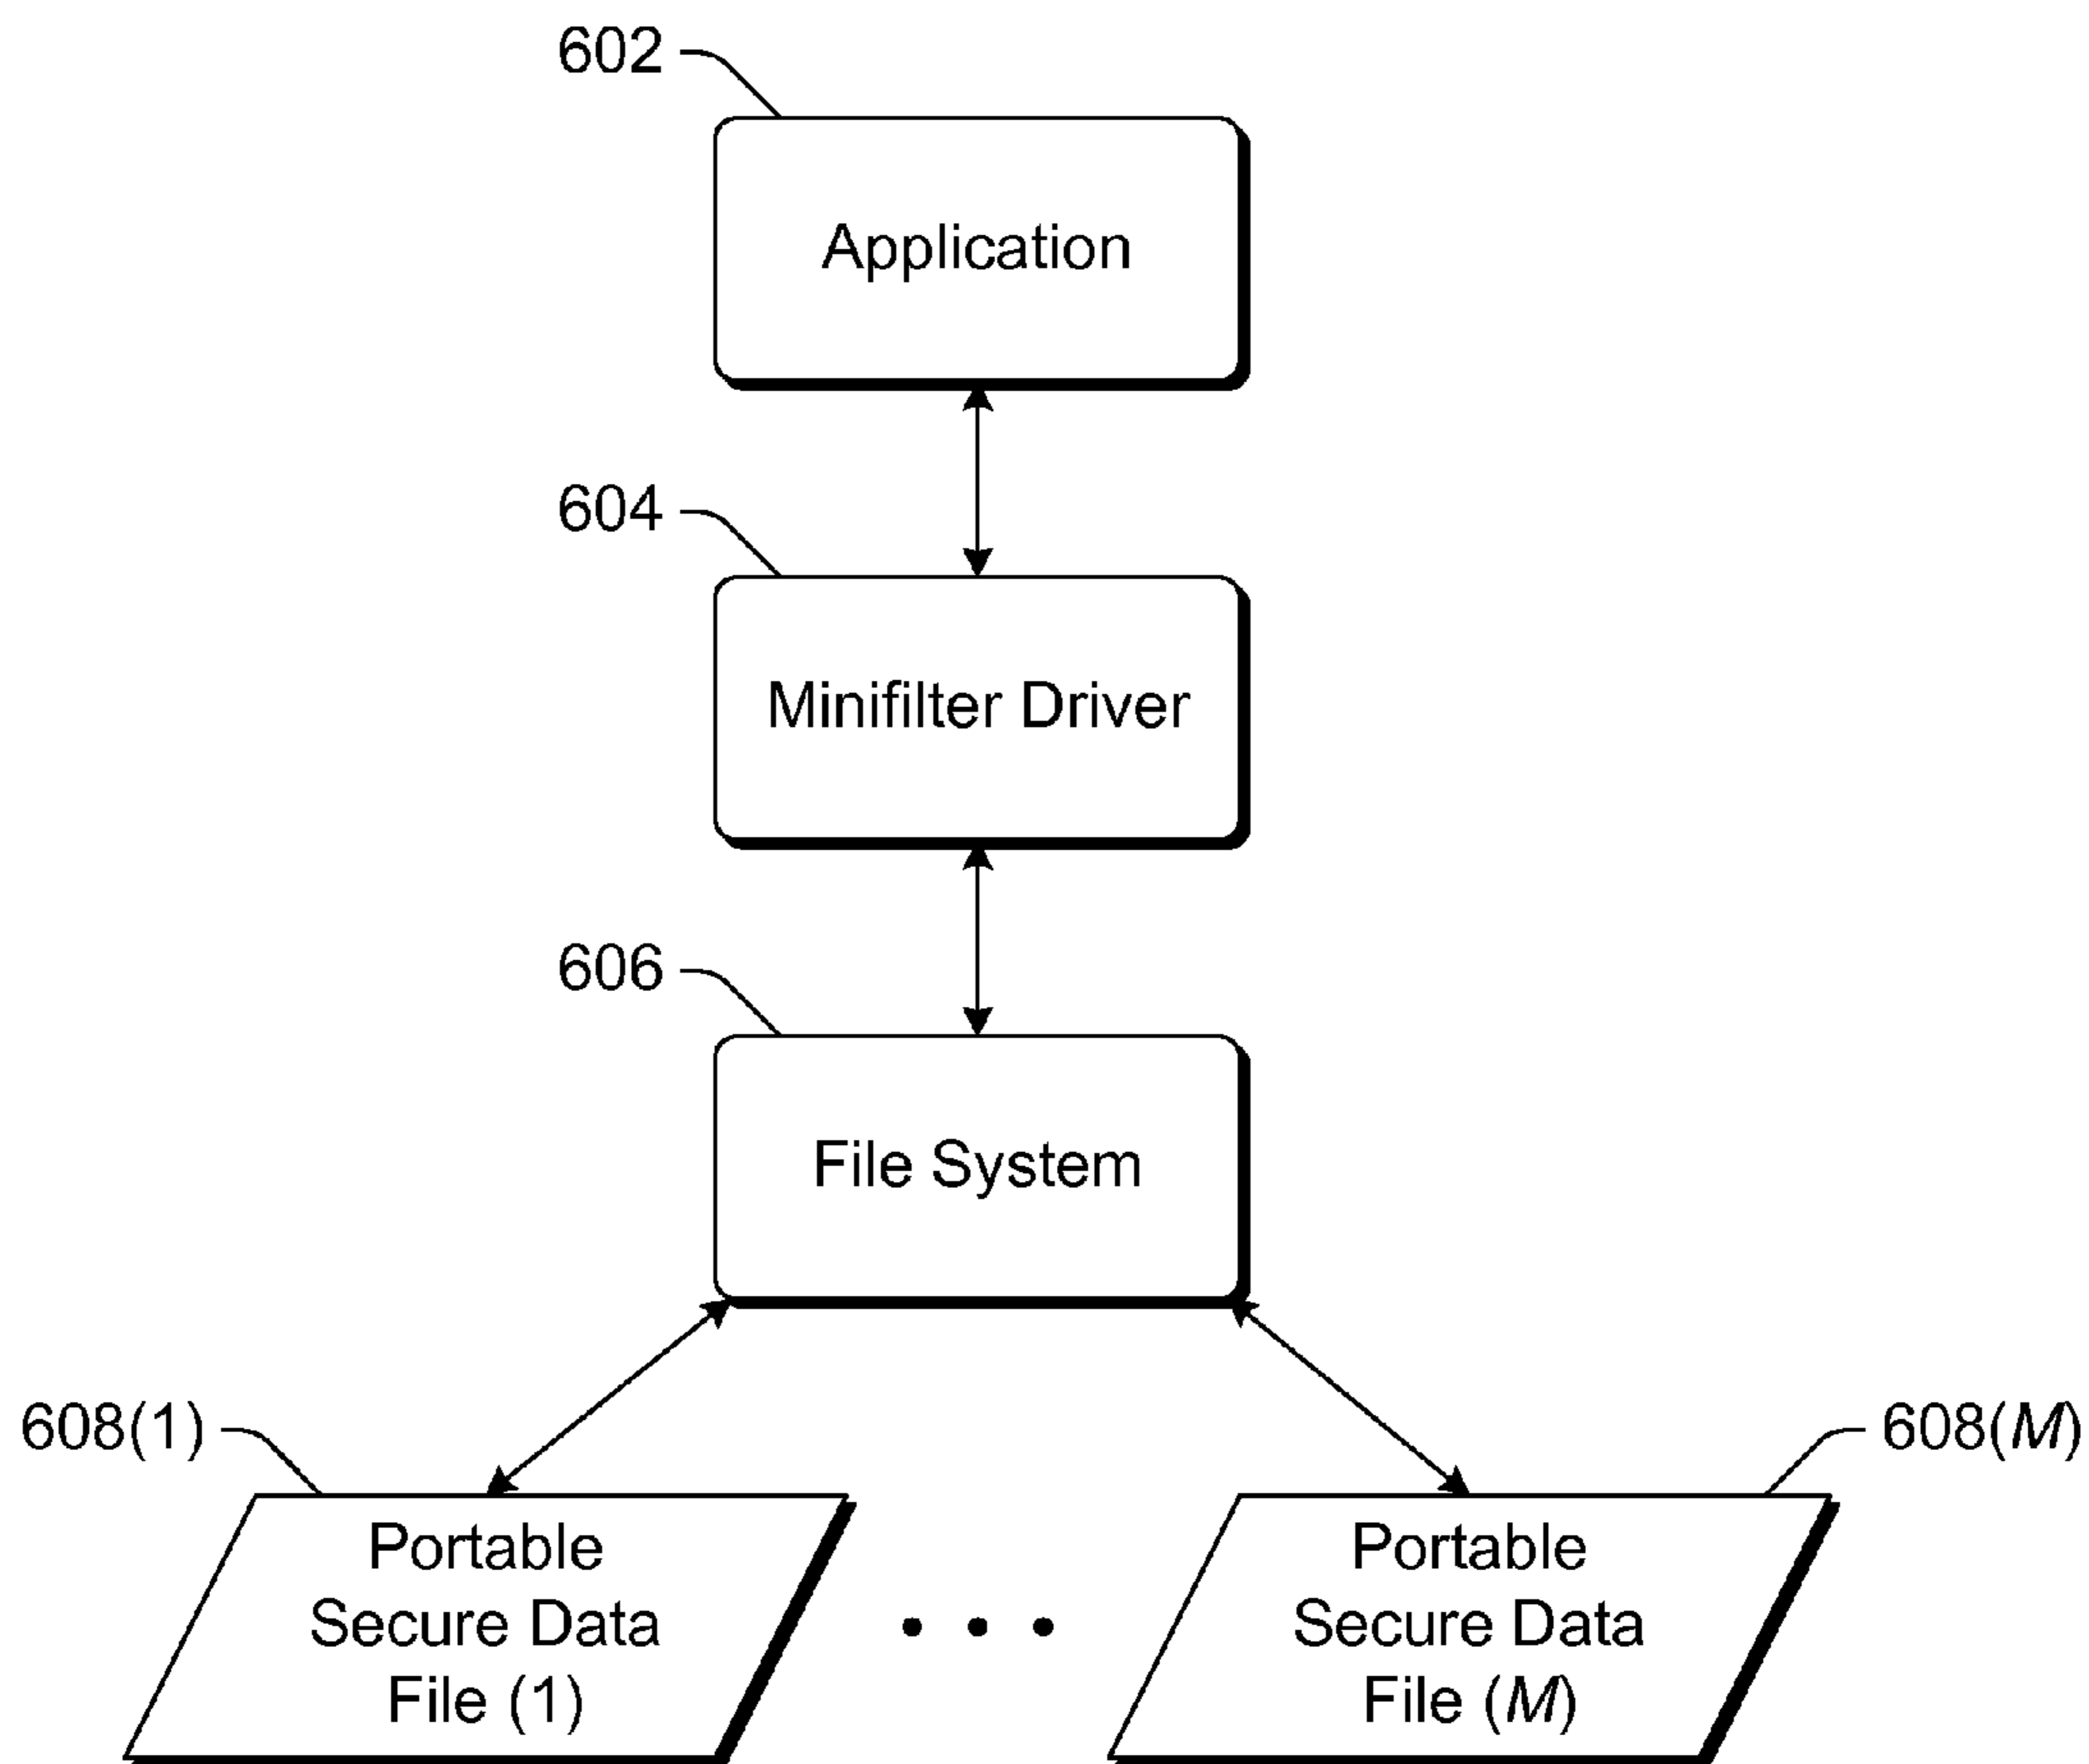 602
Application
604
Minifilter Driver
606
File System
608(1)
608(M)
Portable
Secure Data
File (1)
Portable
Secure Data
File (M)